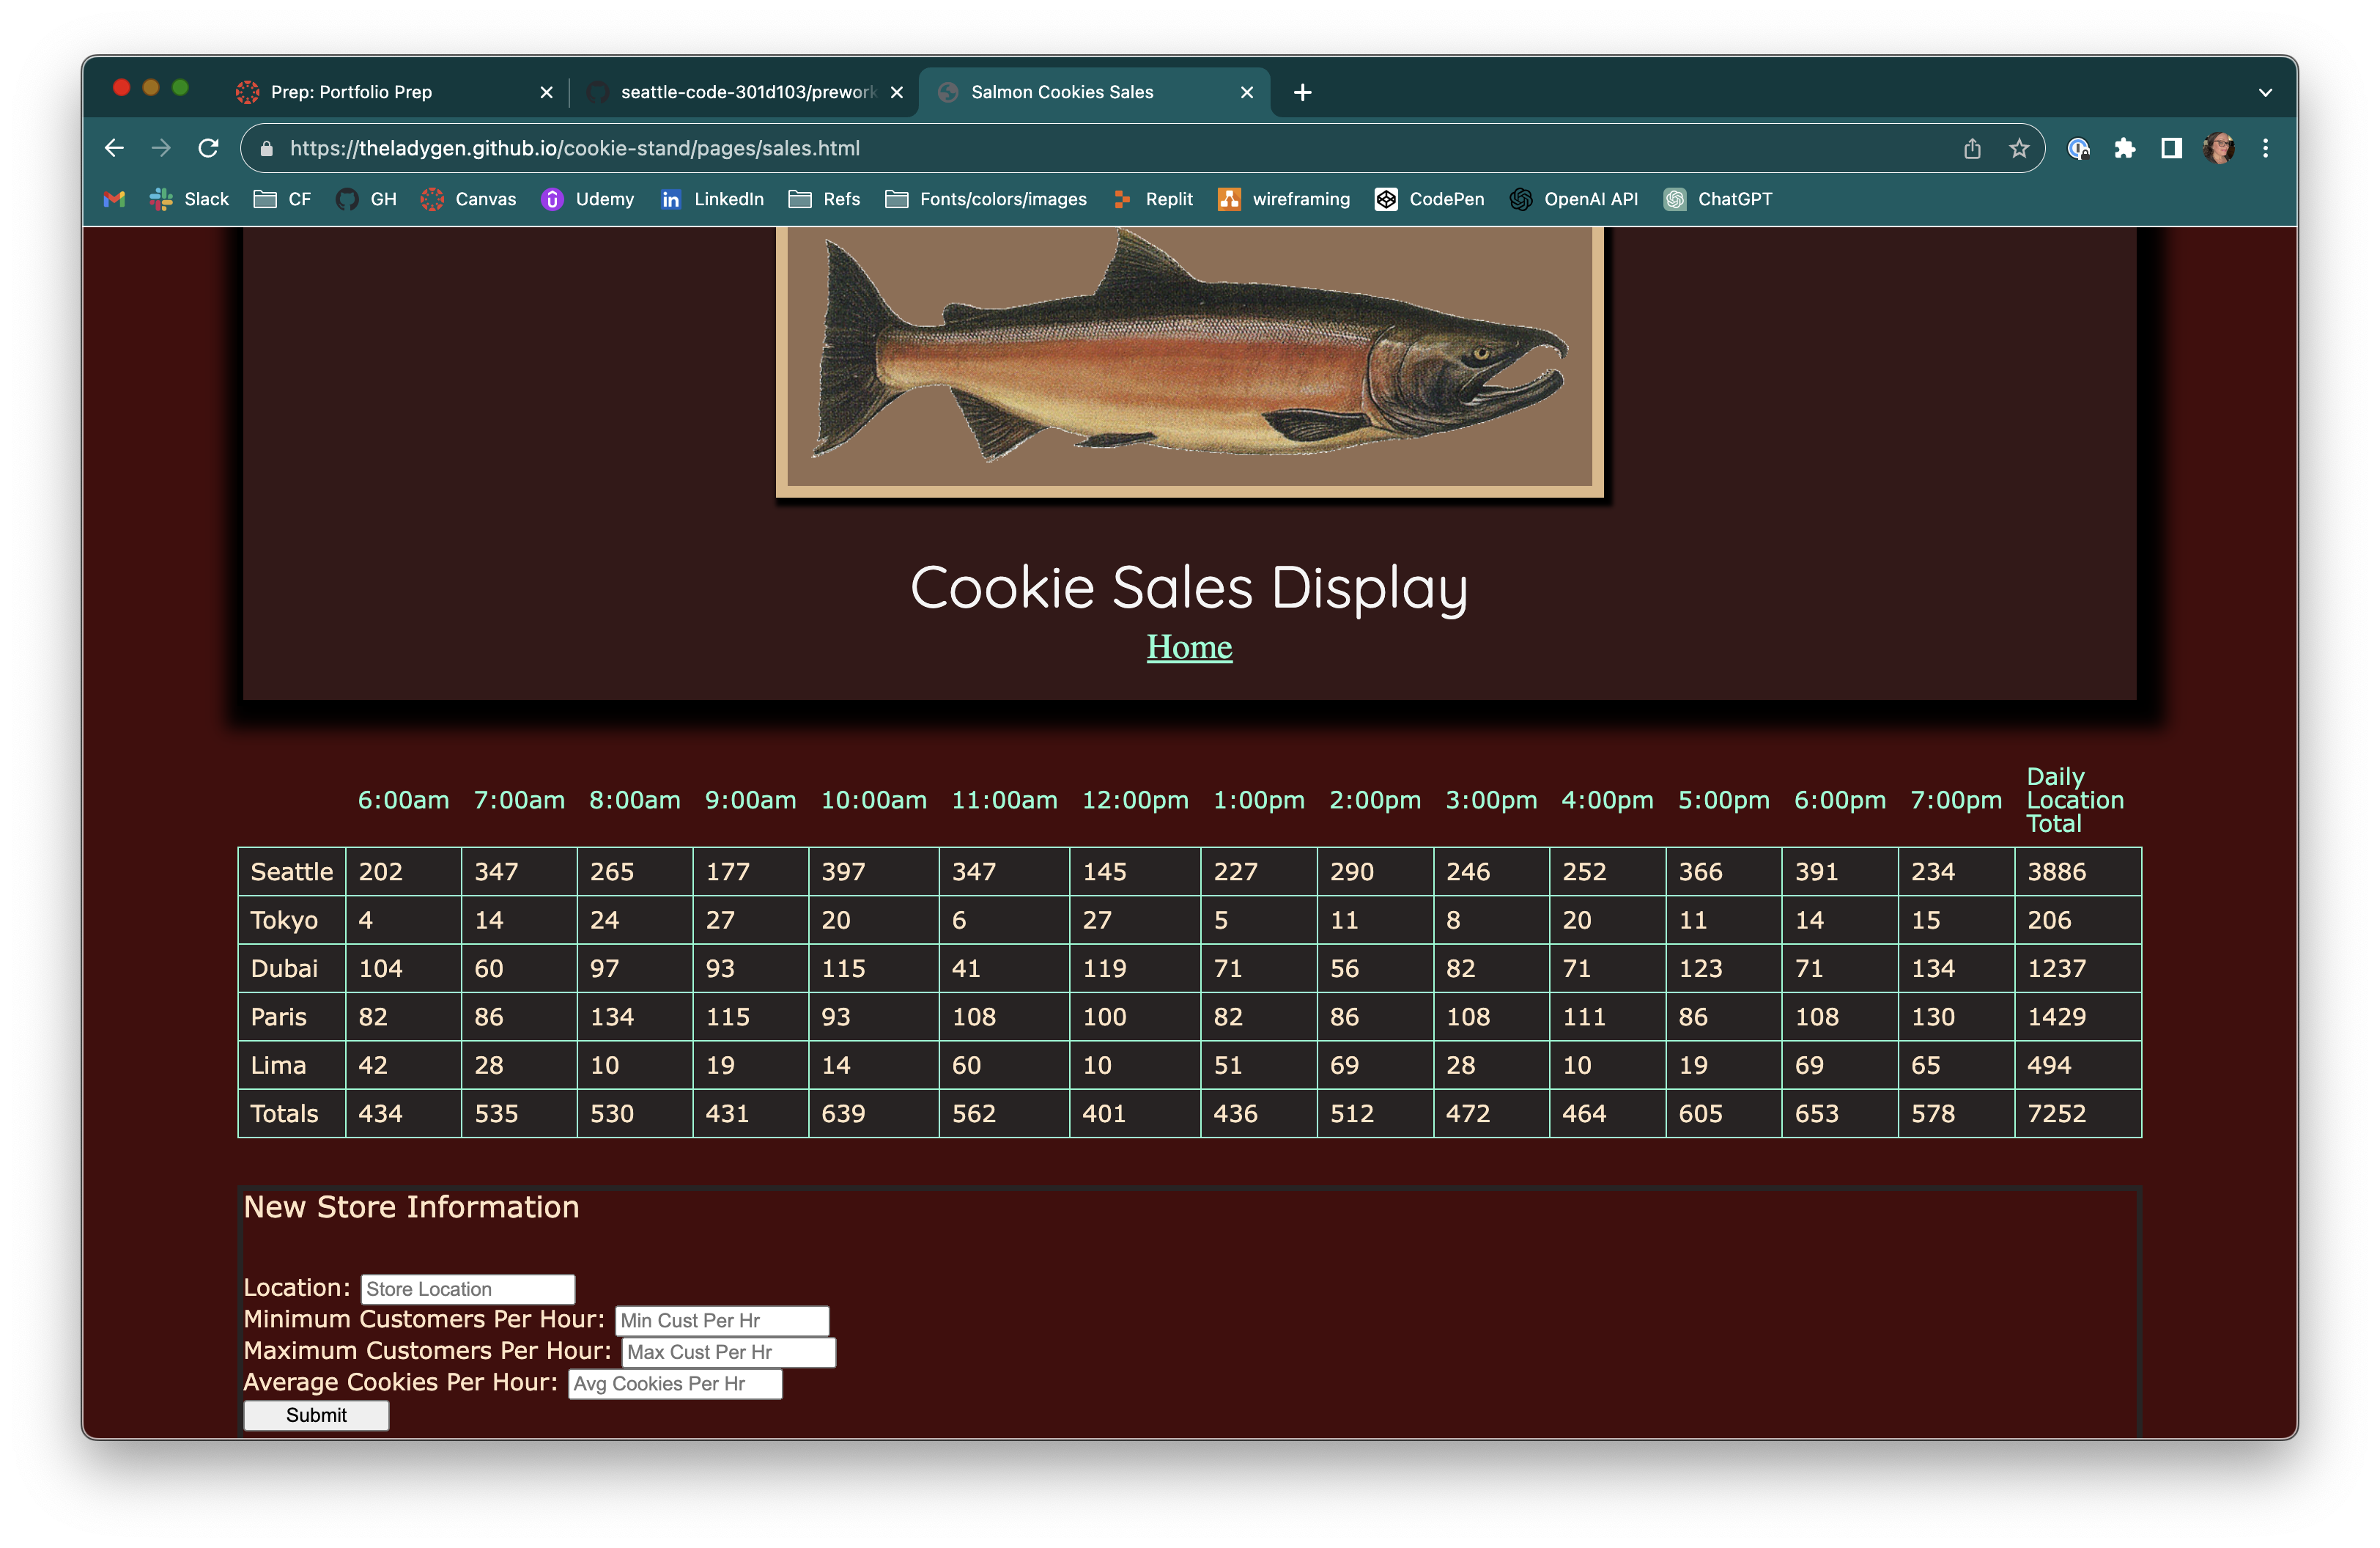 Prep: Portfolio Prep
seattle-code-301d103/prework
Salmon Cookies Sales
https://theladygen.github.io/cookie-stand/pages/sales.html
Slack CF GH Canvas Udemy LinkedIn Refs Fonts/colors/images Replit wireframing CodePen OpenAI API ChatGPT
Cookie Sales Display
Home
6:00am 7:00am 8:00am 9:00am 10:00am 11:00am 12:00pm 1:00pm 2:00pm 3:00pm 4:00pm 5:00pm 6:00pm 7:00pm Daily Location Total
Seattle 202 347 265 177 397 347 145 227 290 246 252 366 391 234 3886
Tokyo 4 14 24 27 20 6 27 5 11 8 20 11 14 15 206
Dubai 104 60 97 93 115 41 119 71 56 82 71 123 71 134 1237
Paris 82 86 134 115 93 108 100 82 86 108 111 86 108 130 1429
Lima 42 28 10 19 14 60 10 51 69 28 10 19 69 65 494
Totals 434 535 530 431 639 562 401 436 512 472 464 605 653 578 7252
New Store Information
Location: Store Location
Minimum Customers Per Hour: Min Cust Per Hr
Maximum Customers Per Hour: Max Cust Per Hr
Average Cookies Per Hour: Avg Cookies Per Hr
Submit